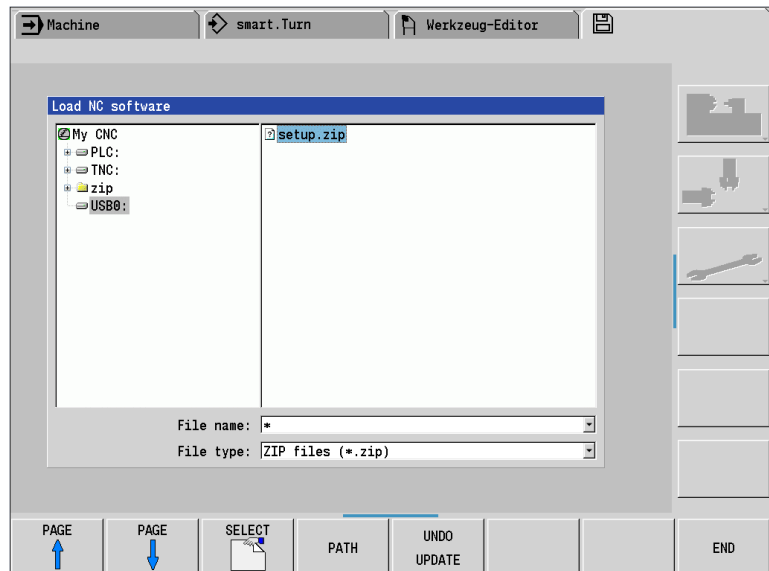 Machine
smart.Turn
Werkzeug-Editor
Load NC software
My CNC
PLC:
TNC:
zip
USB0:
setup.zip
File name: *
File type: ZIP files (*.zip)
PAGE
PAGE
SELECT
PATH
UNDO
UPDATE
END